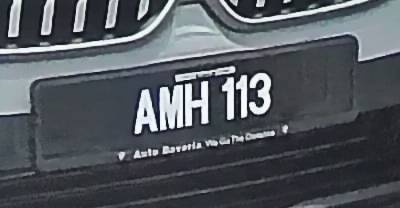 AMH 113
Auto Bavaria We Go The Distance